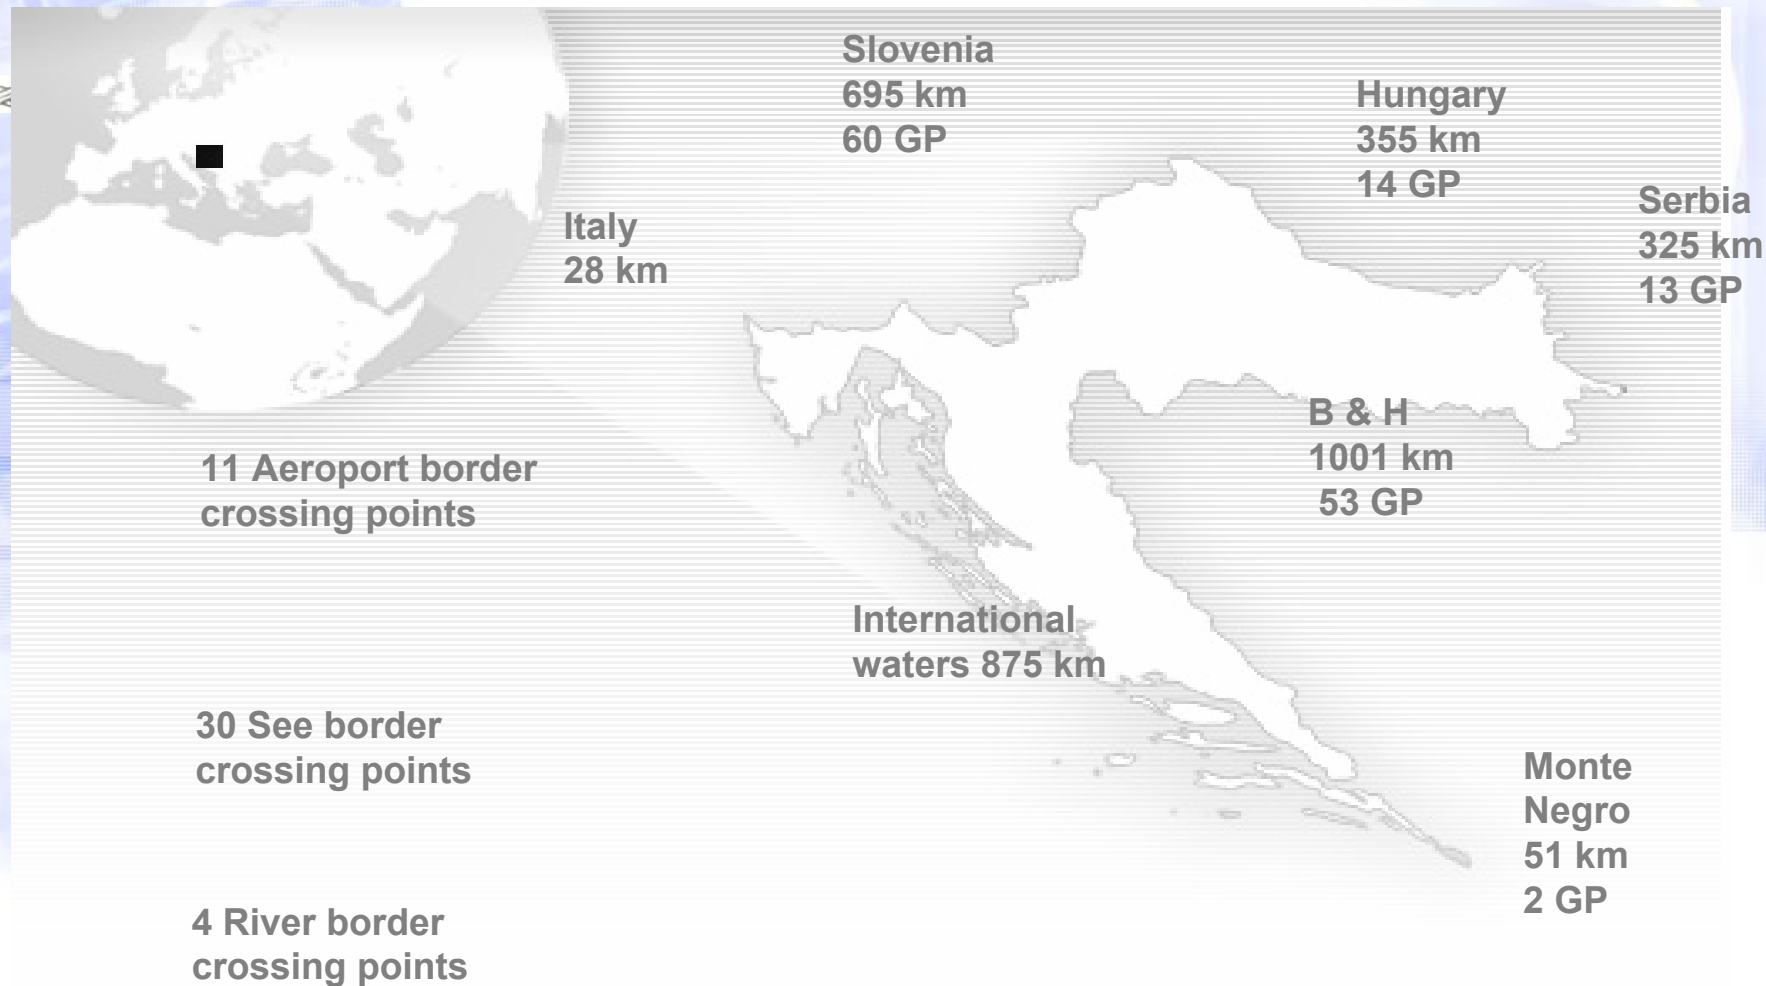 Slovenia
695 km
60 GP
Hungary
355 km
14 GP
Serbia
325 km
13 GP
Italy
28 km
B & H
1001 km
53 GP
11 Aeroport border
crossing points
International
waters 875 km
30 See border
crossing points
Monte
Negro
51 km
2 GP
4 River border
crossing points